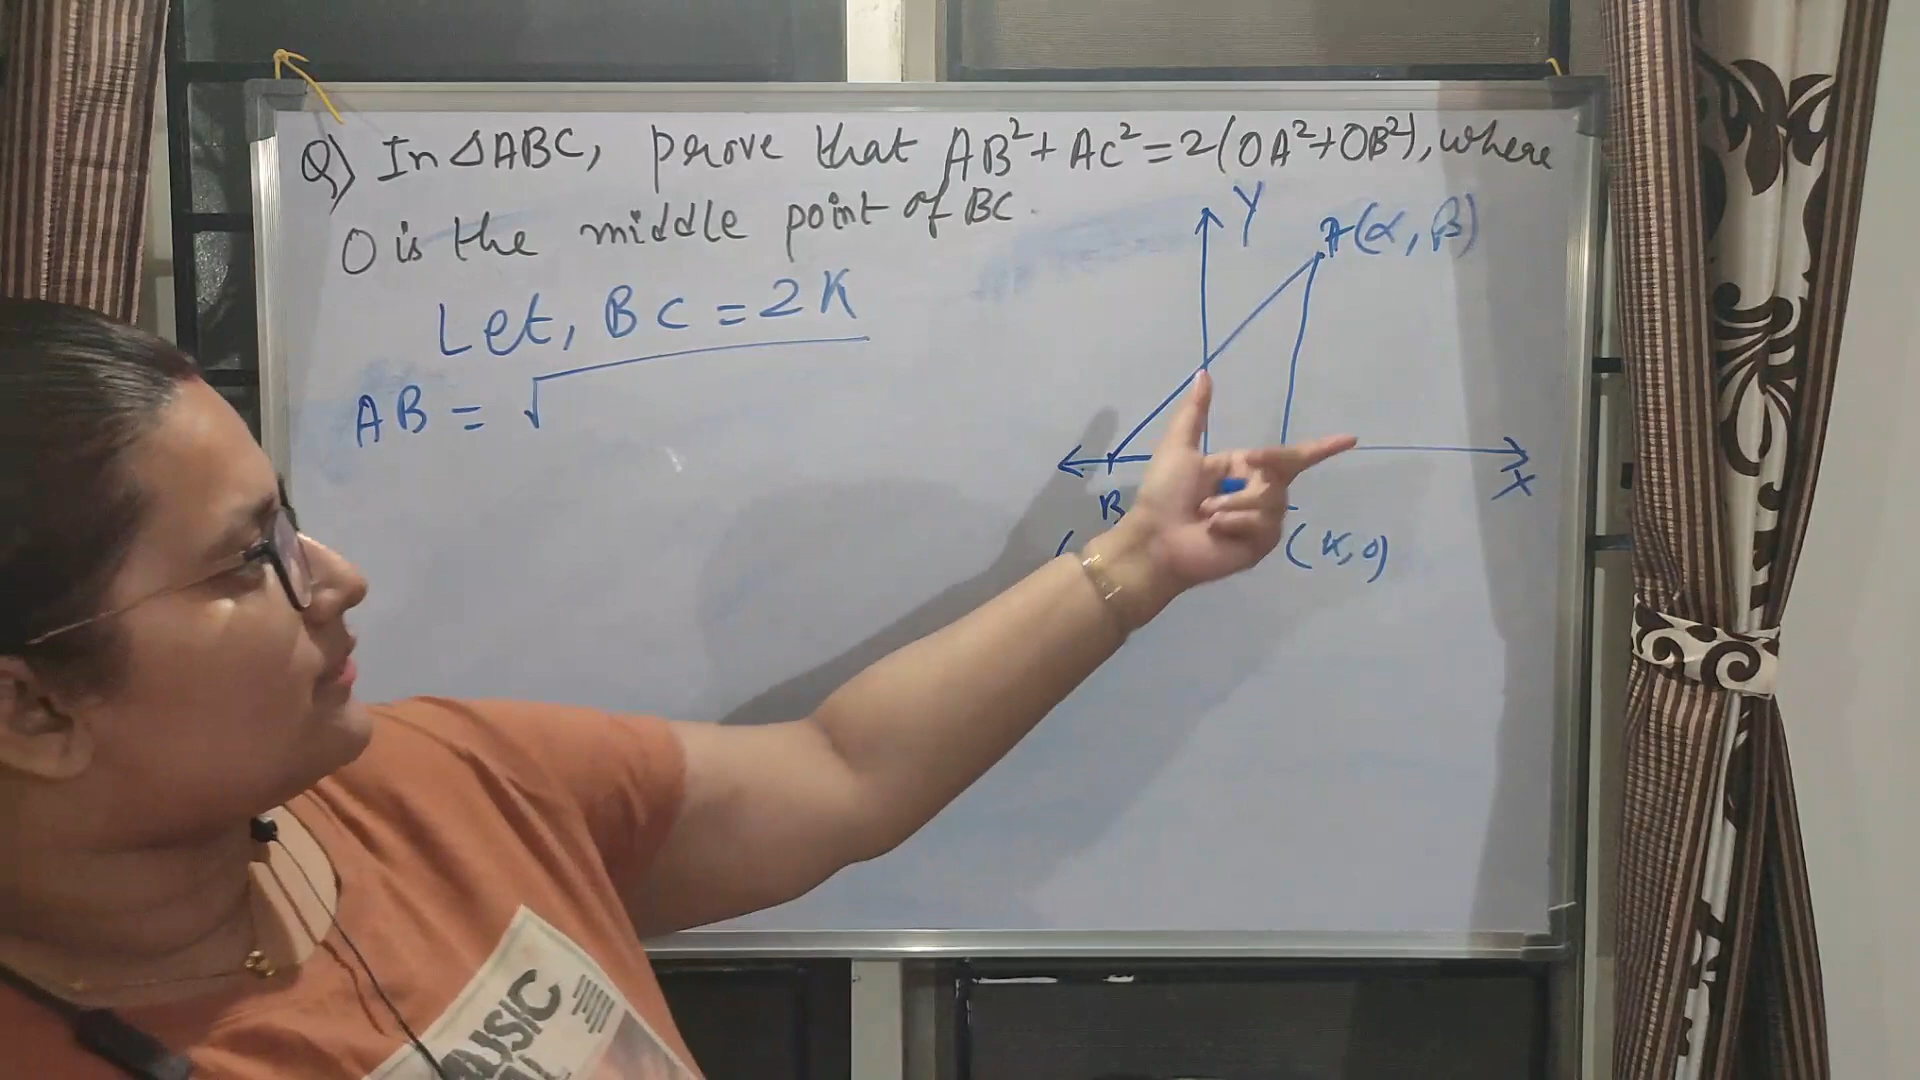 Q) In △ABC, prove that AB²+AC²=2(OA²+OB²), where
O is the middle point of BC.
Let, BC = 2K
AB = √
Y
A(α, β)
X
B
(
(K,0)
MUSIC